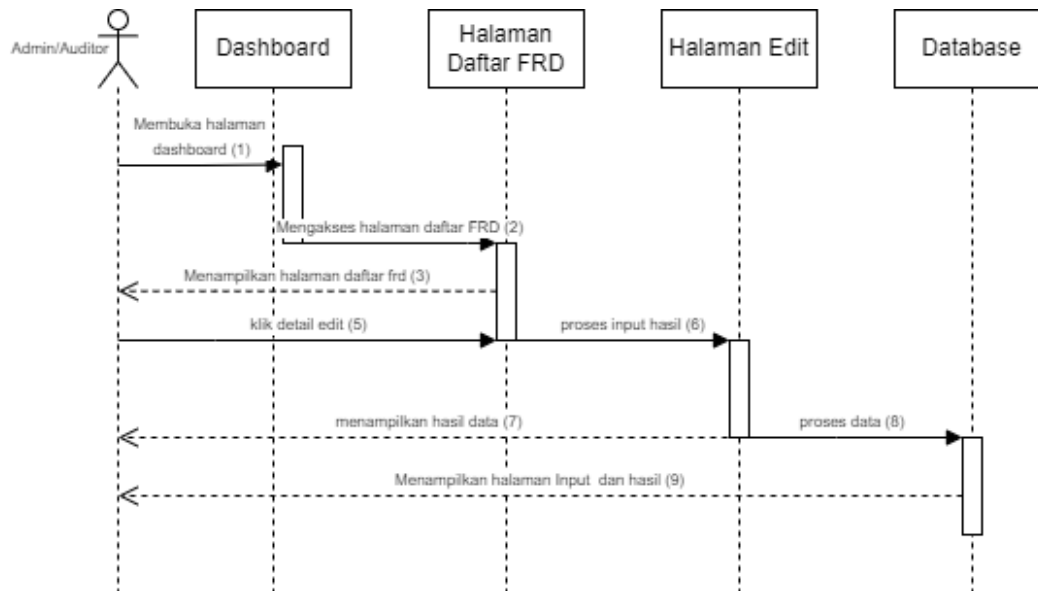 Admin/Auditor
Dashboard
Halaman
Daftar FRD
Halaman Edit
Database
Membuka halaman
dashboard (1)
Mengakses halaman daftar FRD (2)
Menampilkan halaman daftar frd (3)
klik detail edit (5)
proses input hasil (6)
menampilkan hasil data (7)
proses data (8)
Menampilkan halaman Input dan hasil (9)